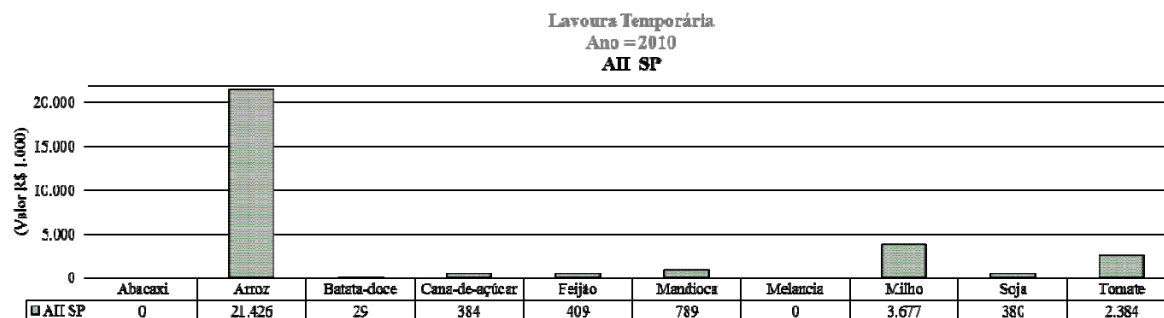 Lavoura Temporária
Ano = 2010
AII SP
(Valor R$ 1.000)
20.000
15.000
10.000
5.000
0
Abacaxi Arroz Batata-doce Cana-de-açúcar Feijão Mandioca Melancia Milho Soja Tomate
AII SP 0 21.426 29 384 409 789 0 3.677 380 2.384